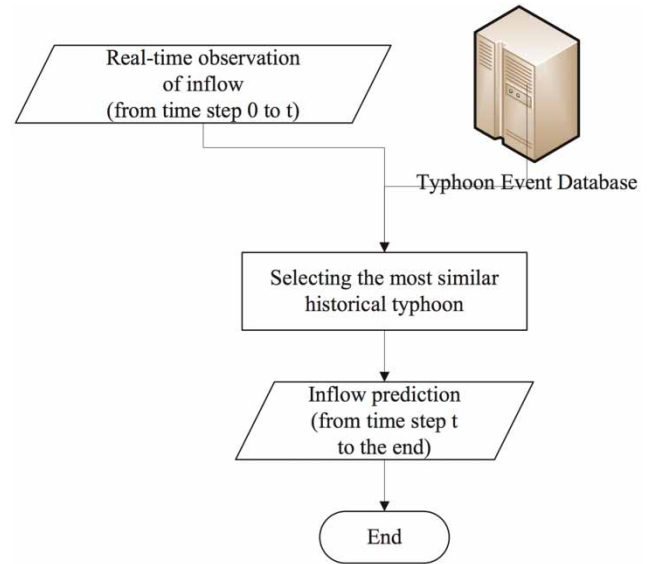 Real-time observation
of inflow
(from time step 0 to t)
Typhoon Event Database
Selecting the most similar
historical typhoon
Inflow prediction
(from time step t
to the end)
End